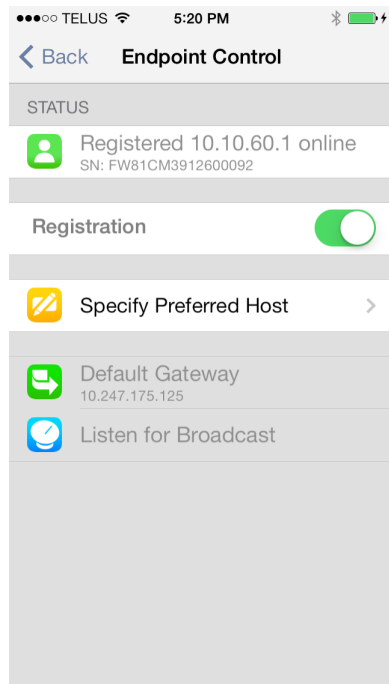 TELUS 5:20 PM
Back Endpoint Control
STATUS
Registered 10.10.60.1 online
SN: FW81CM3912600092
Registration
Specify Preferred Host
Default Gateway
10.247.175.125
Listen for Broadcast